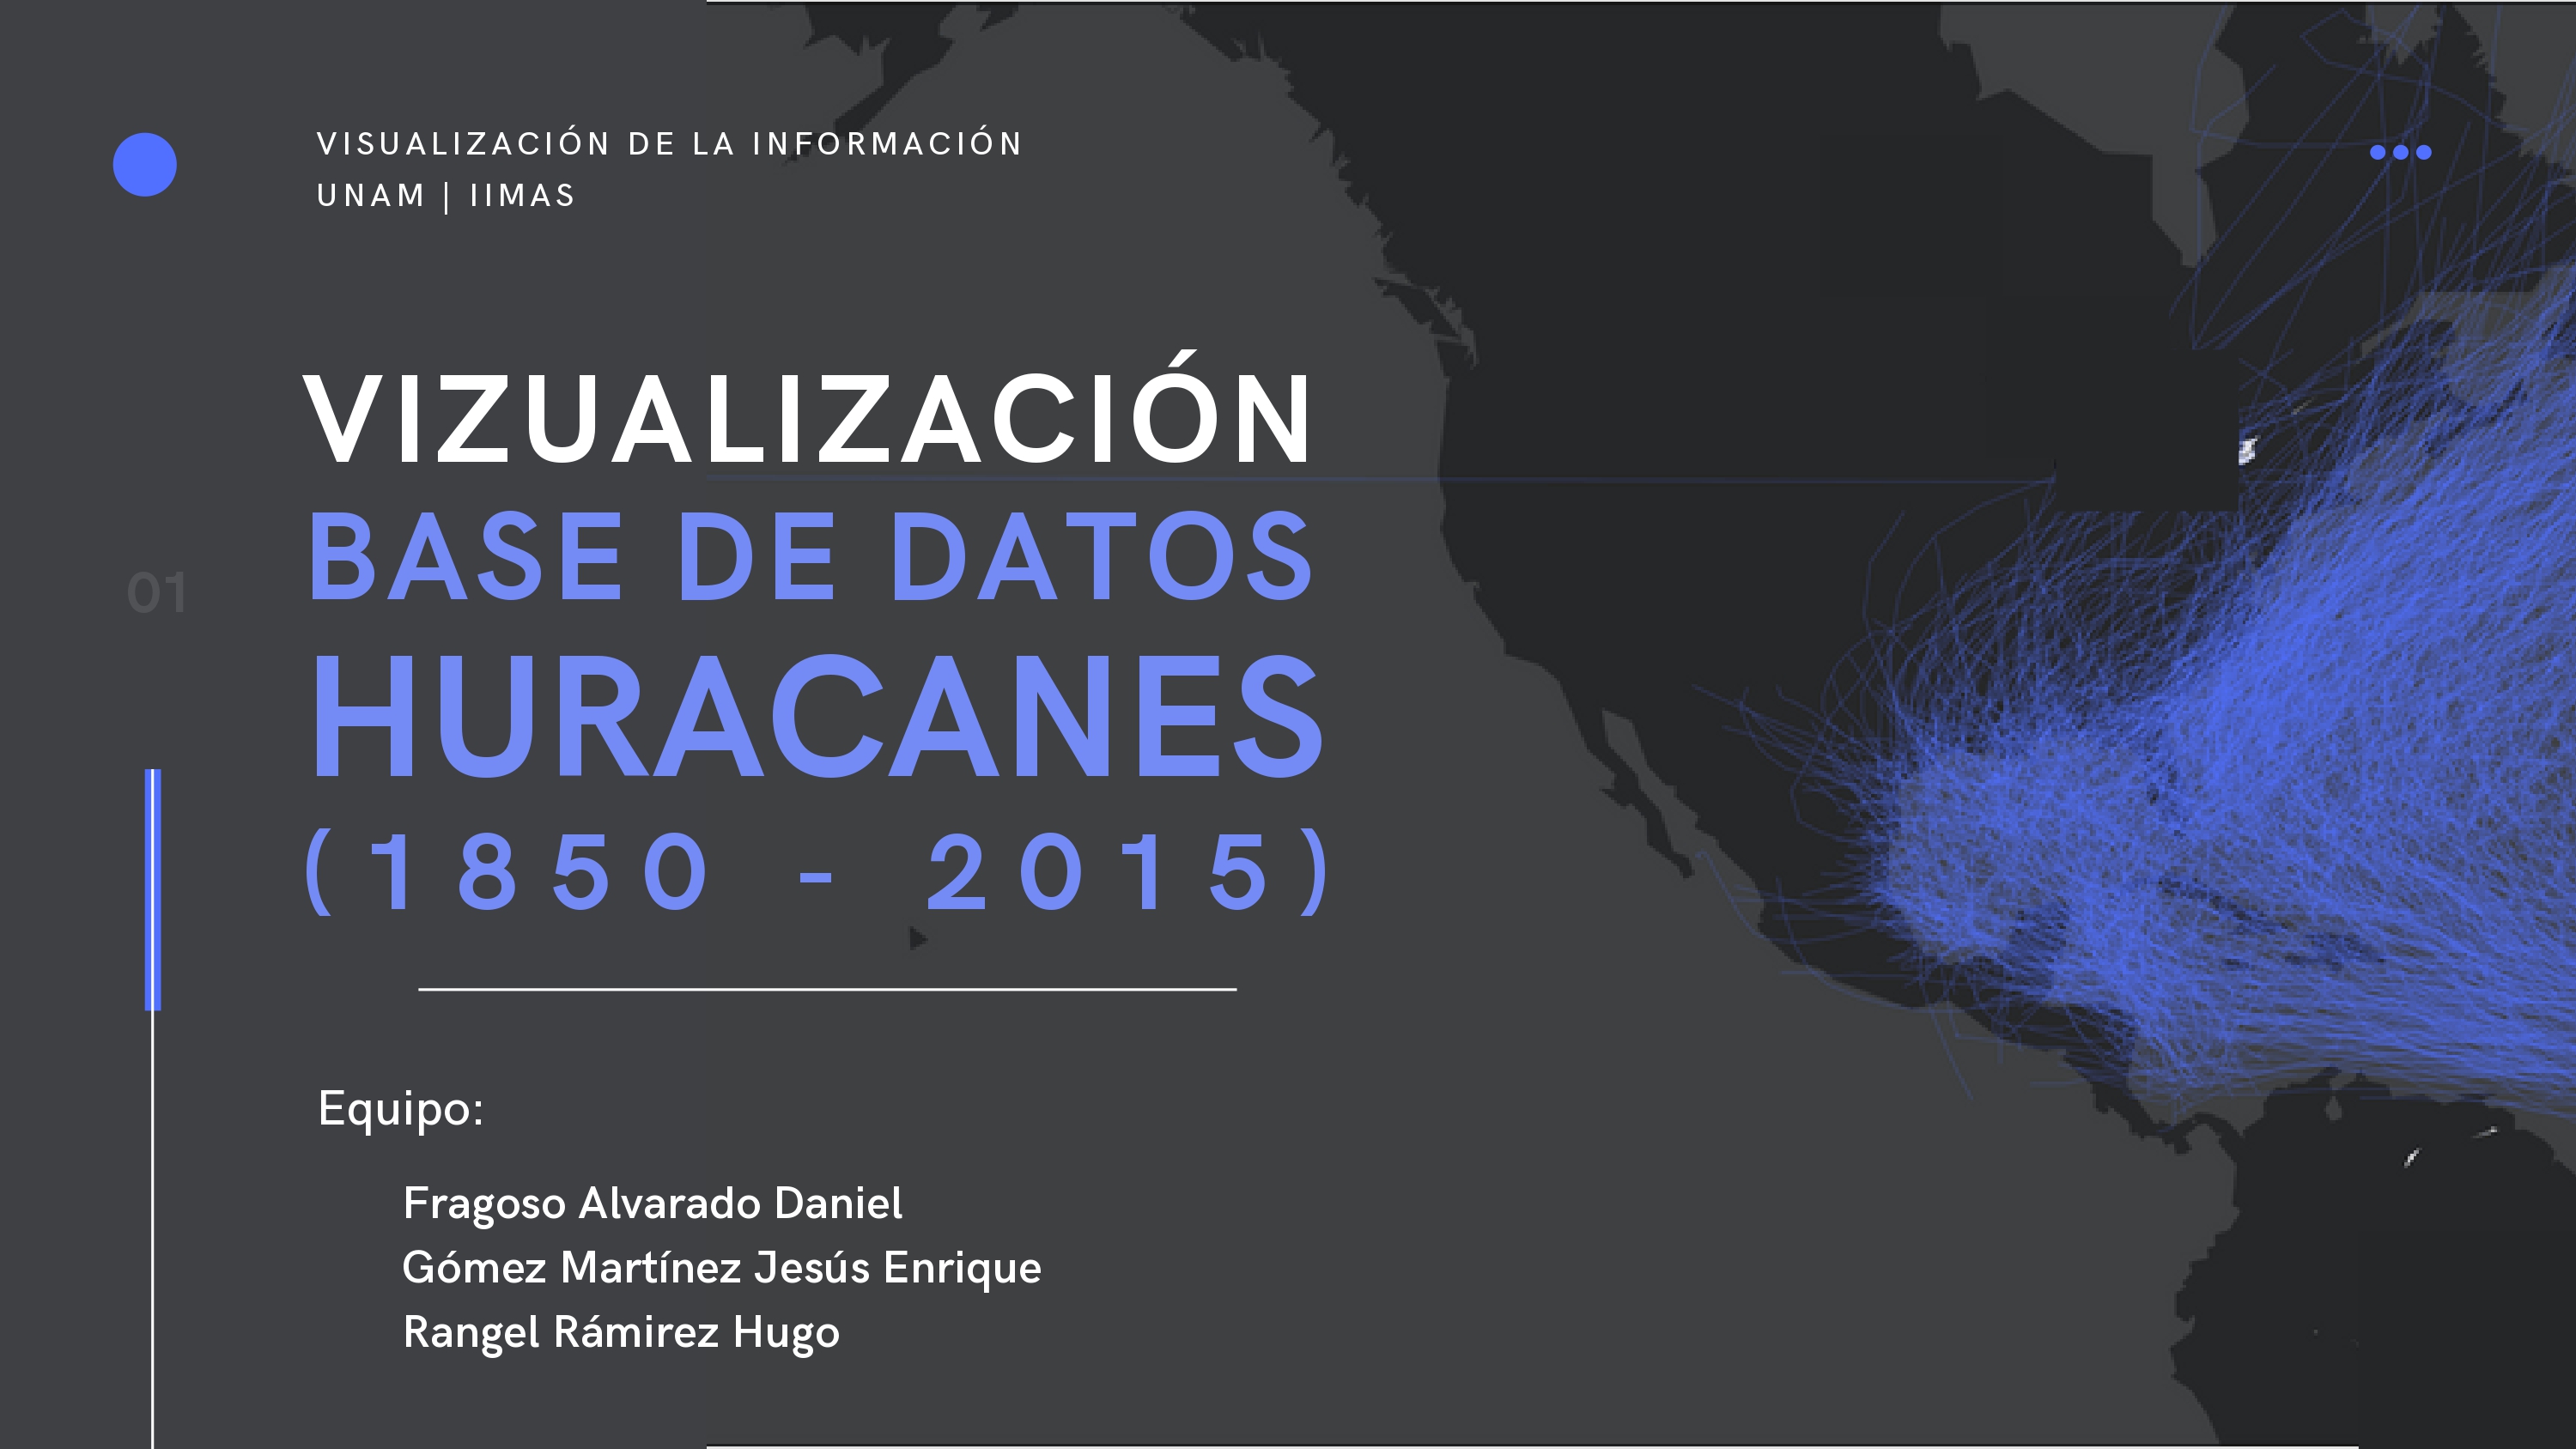 VISUALIZACIÓN DE LA INFORMACIÓN
UNAM | IIMAS
VIZUALIZACIÓN
BASE DE DATOS
HURACANES
(1850 - 2015)
01
Equipo:
Fragoso Alvarado Daniel
Gómez Martínez Jesús Enrique
Rangel Rámirez Hugo